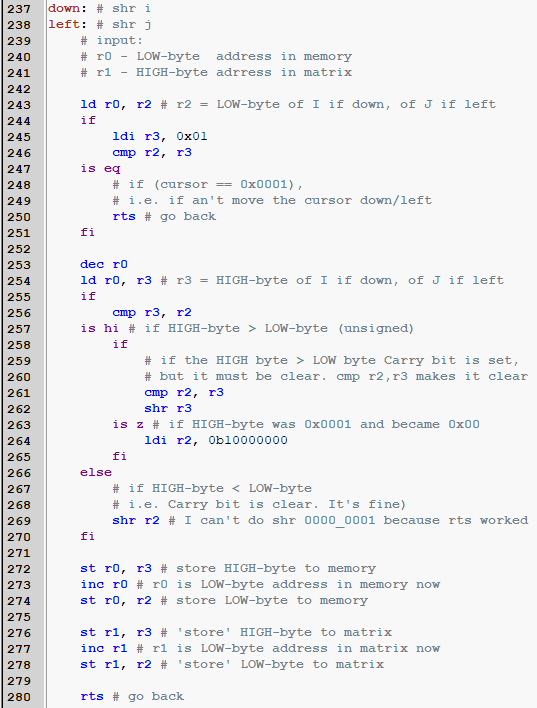 237 down: # shr i
238 left: # shr j
239 # input:
240 # r0 - LOW-byte address in memory
241 # r1 - HIGH-byte adrress in matrix
242
243 ld r0, r2 # r2 = LOW-byte of I if down, of J if left
244 if
245 ldi r3, 0x01
246 cmp r2, r3
247 is eq
248 # if (cursor == 0x0001),
249 # i.e. if an't move the cursor down/left
250 rts # go back
251 fi
252
253 dec r0
254 ld r0, r3 # r3 = HIGH-byte of I if down, of J if left
255 if
256 cmp r3, r2
257 is hi # if HIGH-byte > LOW-byte (unsigned)
258 if
259 # if the HIGH byte > LOW byte Carry bit is set,
260 # but it must be clear. cmp r2,r3 makes it clear
261 cmp r2, r3
262 shr r3
263 is z # if HIGH-byte was 0x0001 and became 0x00
264 ldi r2, 0b10000000
265 fi
266 else
267 # if HIGH-byte < LOW-byte
268 # i.e. Carry bit is clear. It's fine)
269 shr r2 # I can't do shr 0000_0001 because rts worked
270 fi
271
272 st r0, r3 # store HIGH-byte to memory
273 inc r0 # r0 is LOW-byte address in memory now
274 st r0, r2 # store LOW-byte to memory
275
276 st r1, r3 # 'store' HIGH-byte to matrix
277 inc r1 # r1 is LOW-byte address in matrix now
278 st r1, r2 # 'store' LOW-byte to matrix
279
280 rts # go back